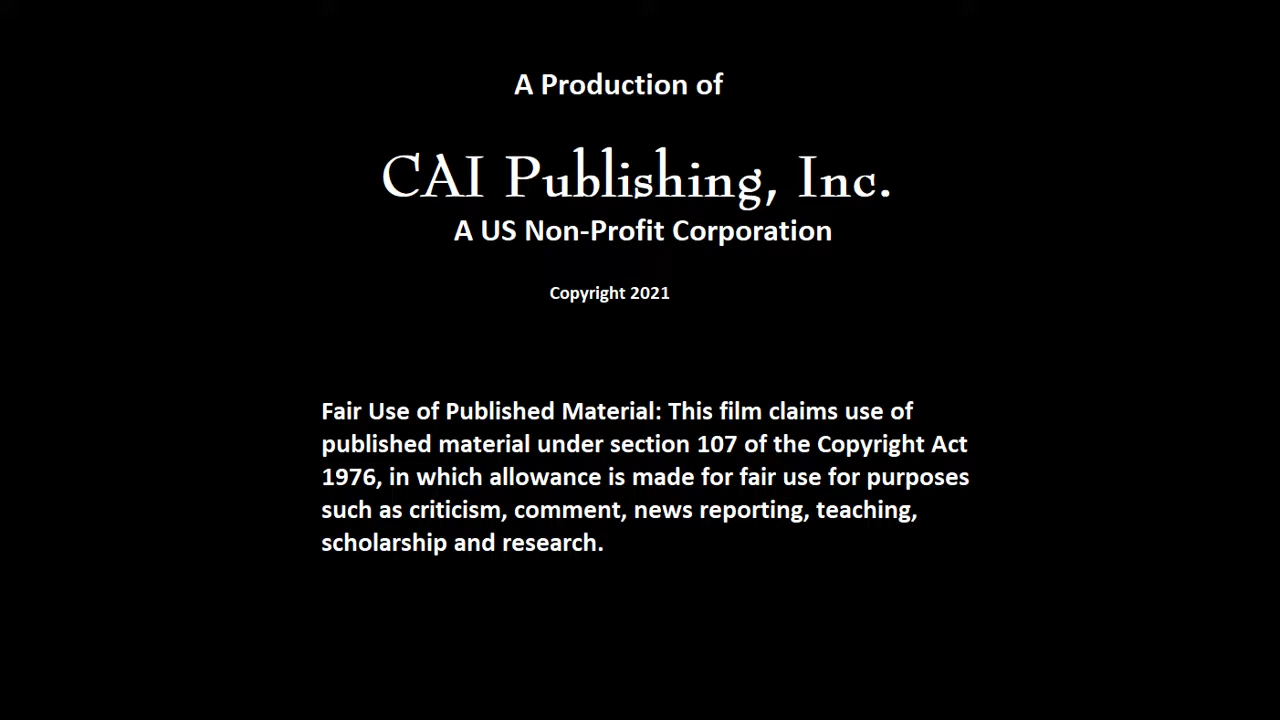 A Production of
CAI Publishing, Inc.
A US Non-Profit Corporation
Copyright 2021
Fair Use of Published Material: This film claims use of
published material under section 107 of the Copyright Act
1976, in which allowance is made for fair use for purposes
such as criticism, comment, news reporting, teaching,
scholarship and research.